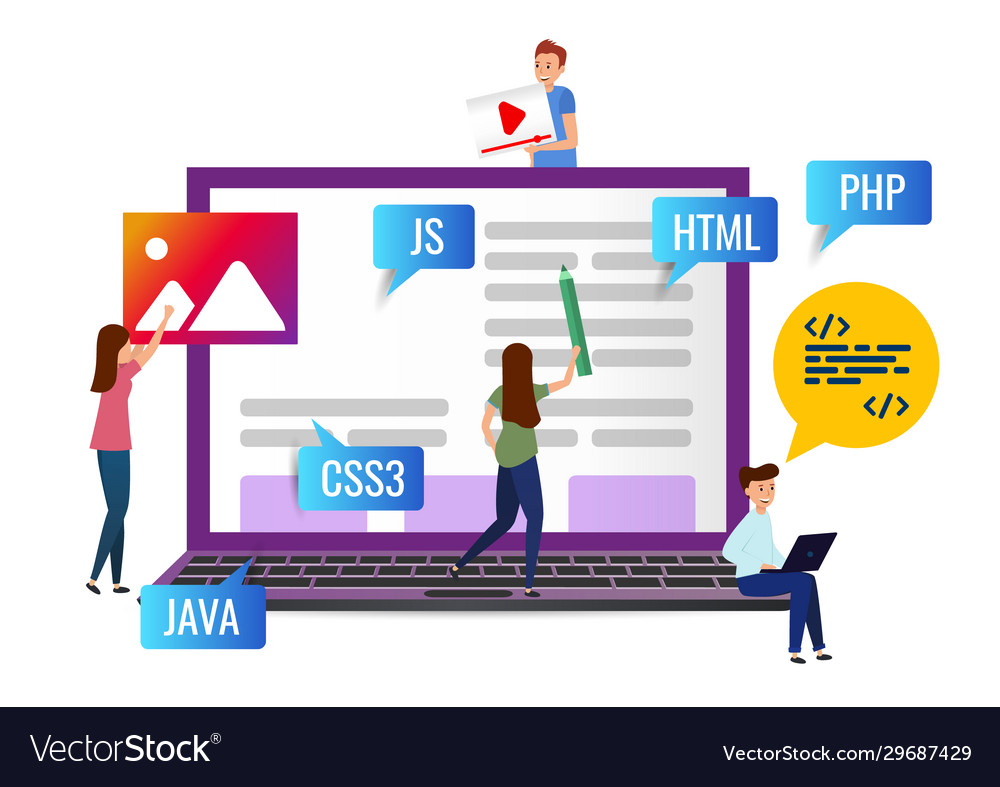 PHP
JS
HTML
</>
</>
CSS3
JAVA
VectorStock®
VectorStock.com/29687429